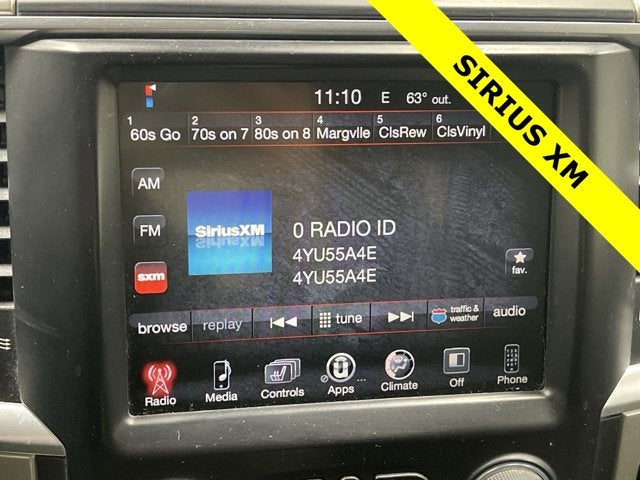 SIRIUS XM
11:10 E 63° out.
1 2 3 4 5 6
60s Go 70s on 7 80s on 8 Margvlle ClsRew ClsVinyl
AM
FM
sxm
SiriusXM
0 RADIO ID
4YU55A4E
4YU55A4E
fav.
browse replay tune traffic & weather audio
Radio Media Controls Apps ... Climate Off Phone